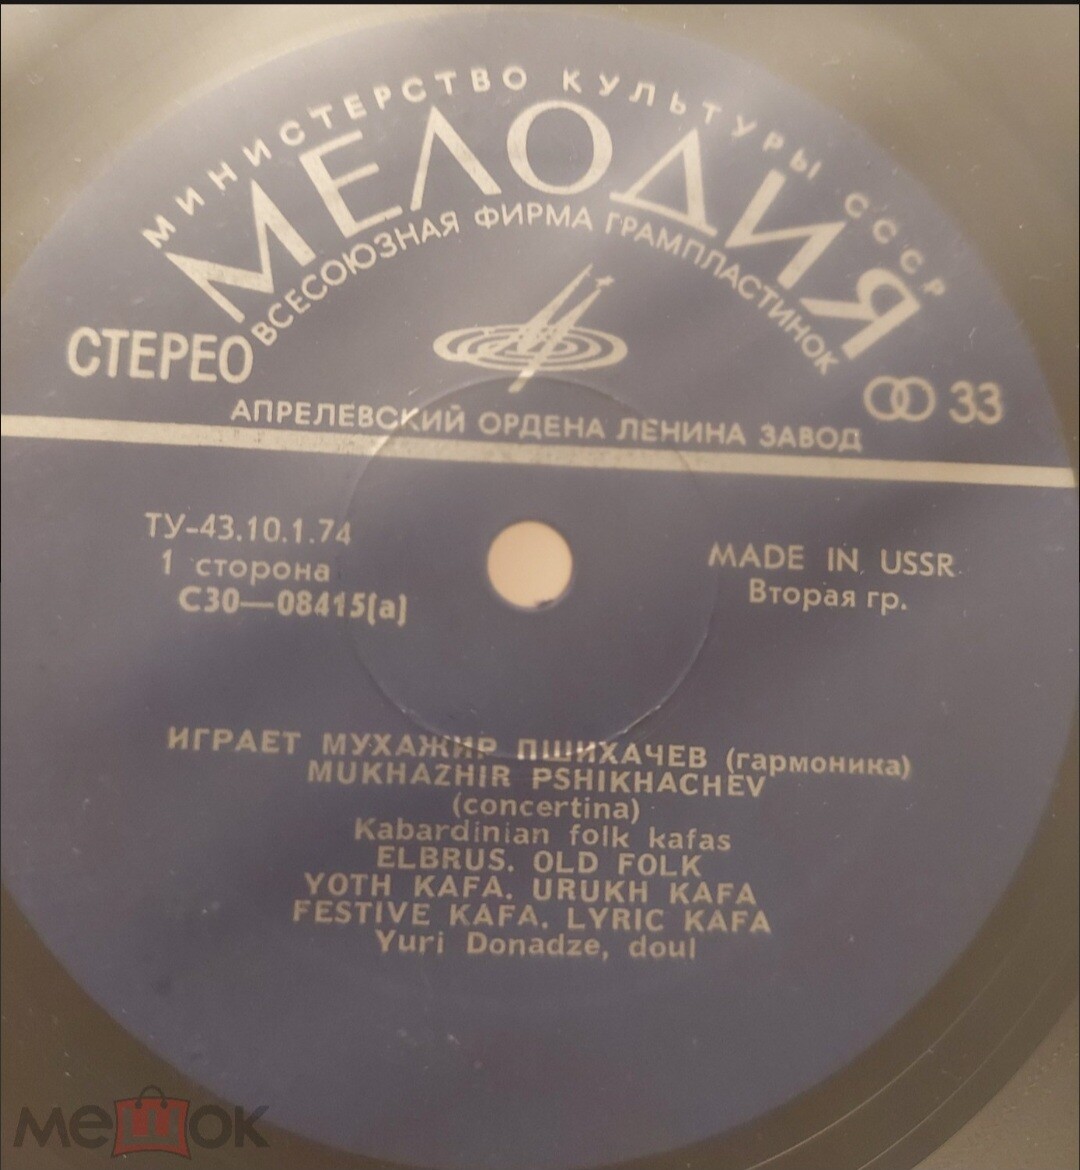 МИНИСТЕРСТВО КУЛЬТУРЫ СССР
МЕЛОДИЯ
ВСЕСОЮЗНАЯ ФИРМА ГРАМПЛАСТИНОК
СТЕРЕО
33
АПРЕЛЕВСКИЙ ОРДЕНА ЛЕНИНА ЗАВОД
ТУ-43.10.1.74
1 сторона
С30—08415(а)
MADE IN USSR
Вторая гр.
ИГРАЕТ МУХАЖИР ПШИХАЧЕВ (гармоника)
MUKHAZHIR PSHIKHACHEV
(concertina)
Kabardinian folk kafas
ELBRUS. OLD FOLK
YOTH KAFA. URUKH KAFA
FESTIVE KAFA. LYRIC KAFA
Yuri Donadze, doul
мешок